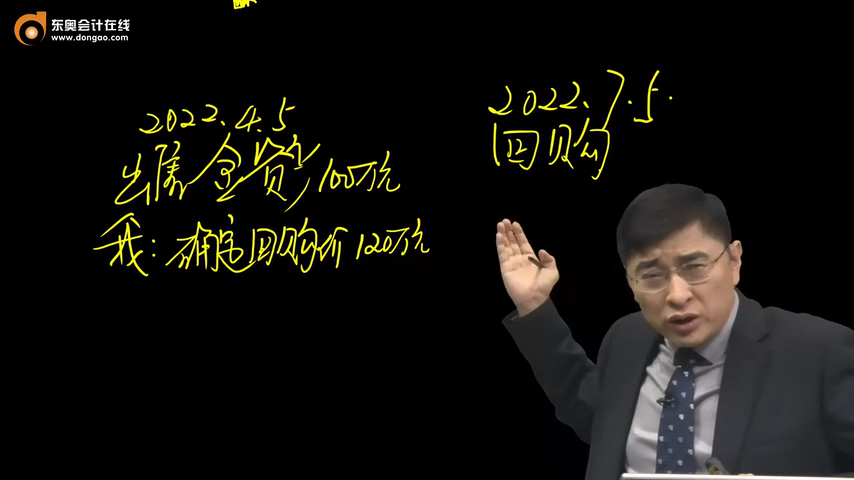 东奥会计在线
www.dongao.com
2022.4.5
出售金资,100万元
我:确定回购价120万元
2022.7.5.
回购